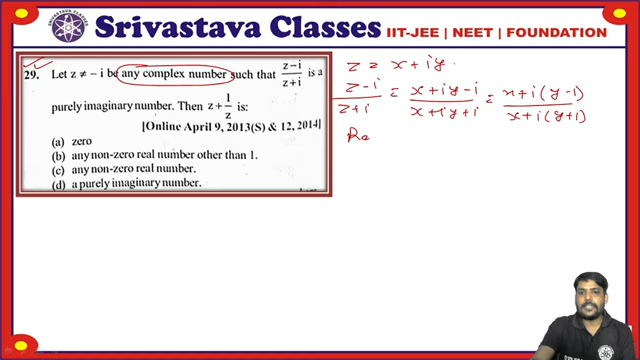 Srivastava Classes
IIT-JEE | NEET | FOUNDATION
29. Let z ≠ – i be any complex number such that (z–i)/(z+i) is a
purely imaginary number. Then z + 1/z is:
[Online April 9, 2013(S) & 12, 2014]
(a) zero
(b) any non-zero real number other than 1.
(c) any non-zero real number.
(d) a purely imaginary number.
z = x + iy.
(z-i)/(z+i) = (x+iy-i)/(x+iy+i) = (x+i(y-1))/(x+i(y+1))
Re